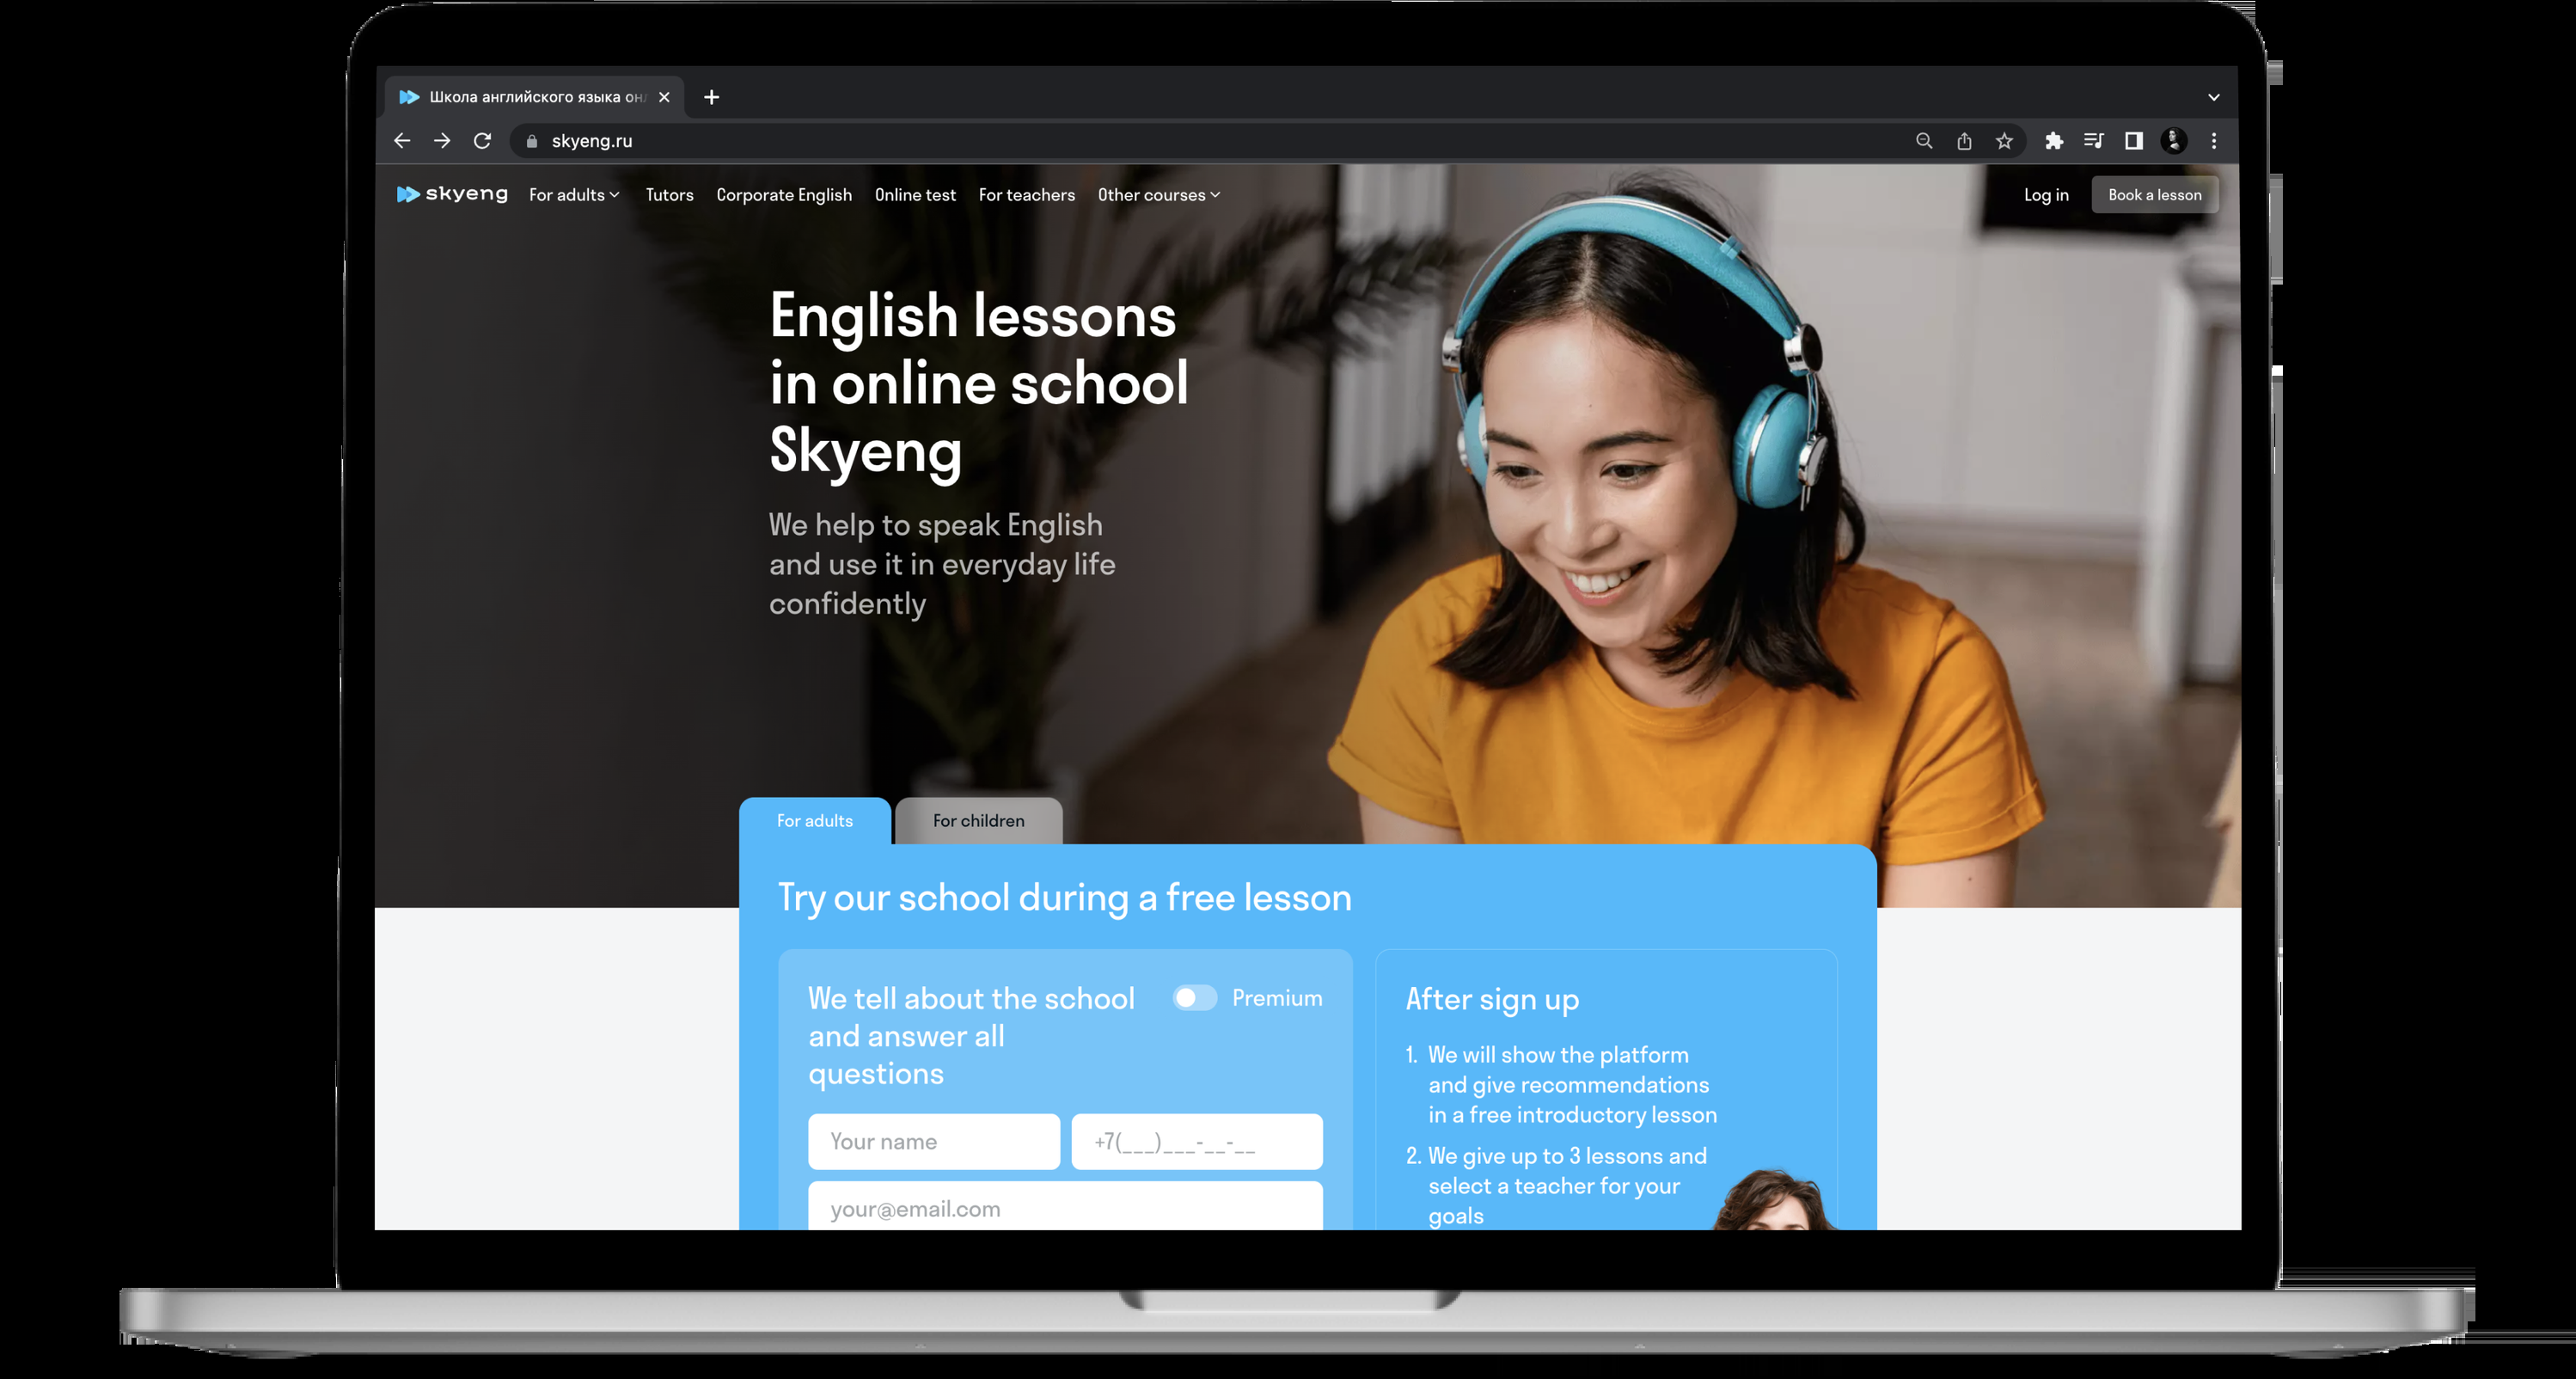 Школа английского языка он
skyeng.ru
skyeng For adults Tutors Corporate English Online test For teachers Other courses Log in Book a lesson
English lessons
in online school
Skyeng
We help to speak English
and use it in everyday life
confidently
For adults For children
Try our school during a free lesson
We tell about the school
and answer all
questions
Premium
Your name +7(___)___-__-__
your@email.com
After sign up
1. We will show the platform
and give recommendations
in a free introductory lesson
2. We give up to 3 lessons and
select a teacher for your
goals